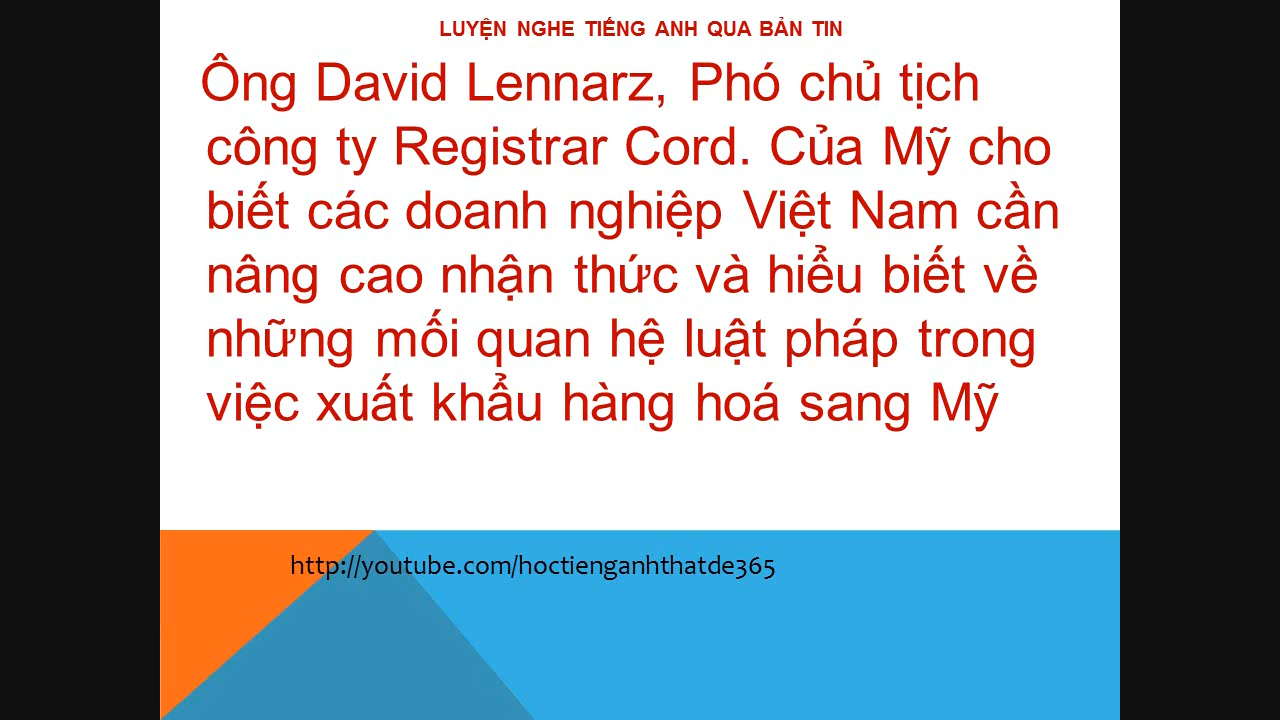 LUYỆN NGHE TIẾNG ANH QUA BẢN TIN
Ông David Lennarz, Phó chủ tịch
công ty Registrar Cord. Của Mỹ cho
biết các doanh nghiệp Việt Nam cần
nâng cao nhận thức và hiểu biết về
những mối quan hệ luật pháp trong
việc xuất khẩu hàng hoá sang Mỹ
http://youtube.com/hoctienganhthatde365